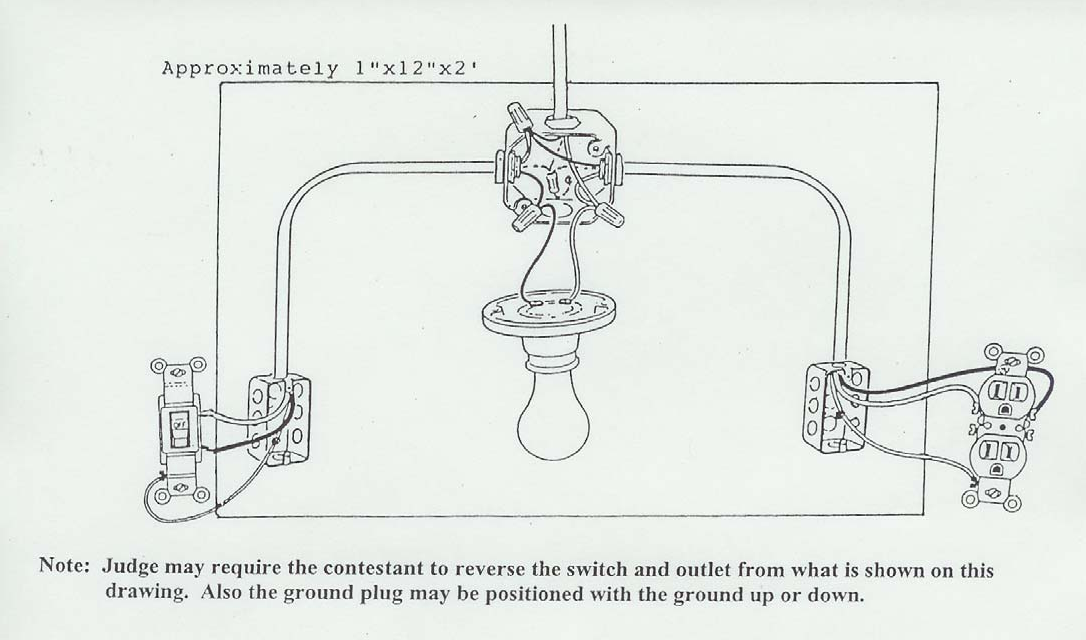 Approximately 1"x12"x2'
OFF
Note: Judge may require the contestant to reverse the switch and outlet from what is shown on this
drawing. Also the ground plug may be positioned with the ground up or down.